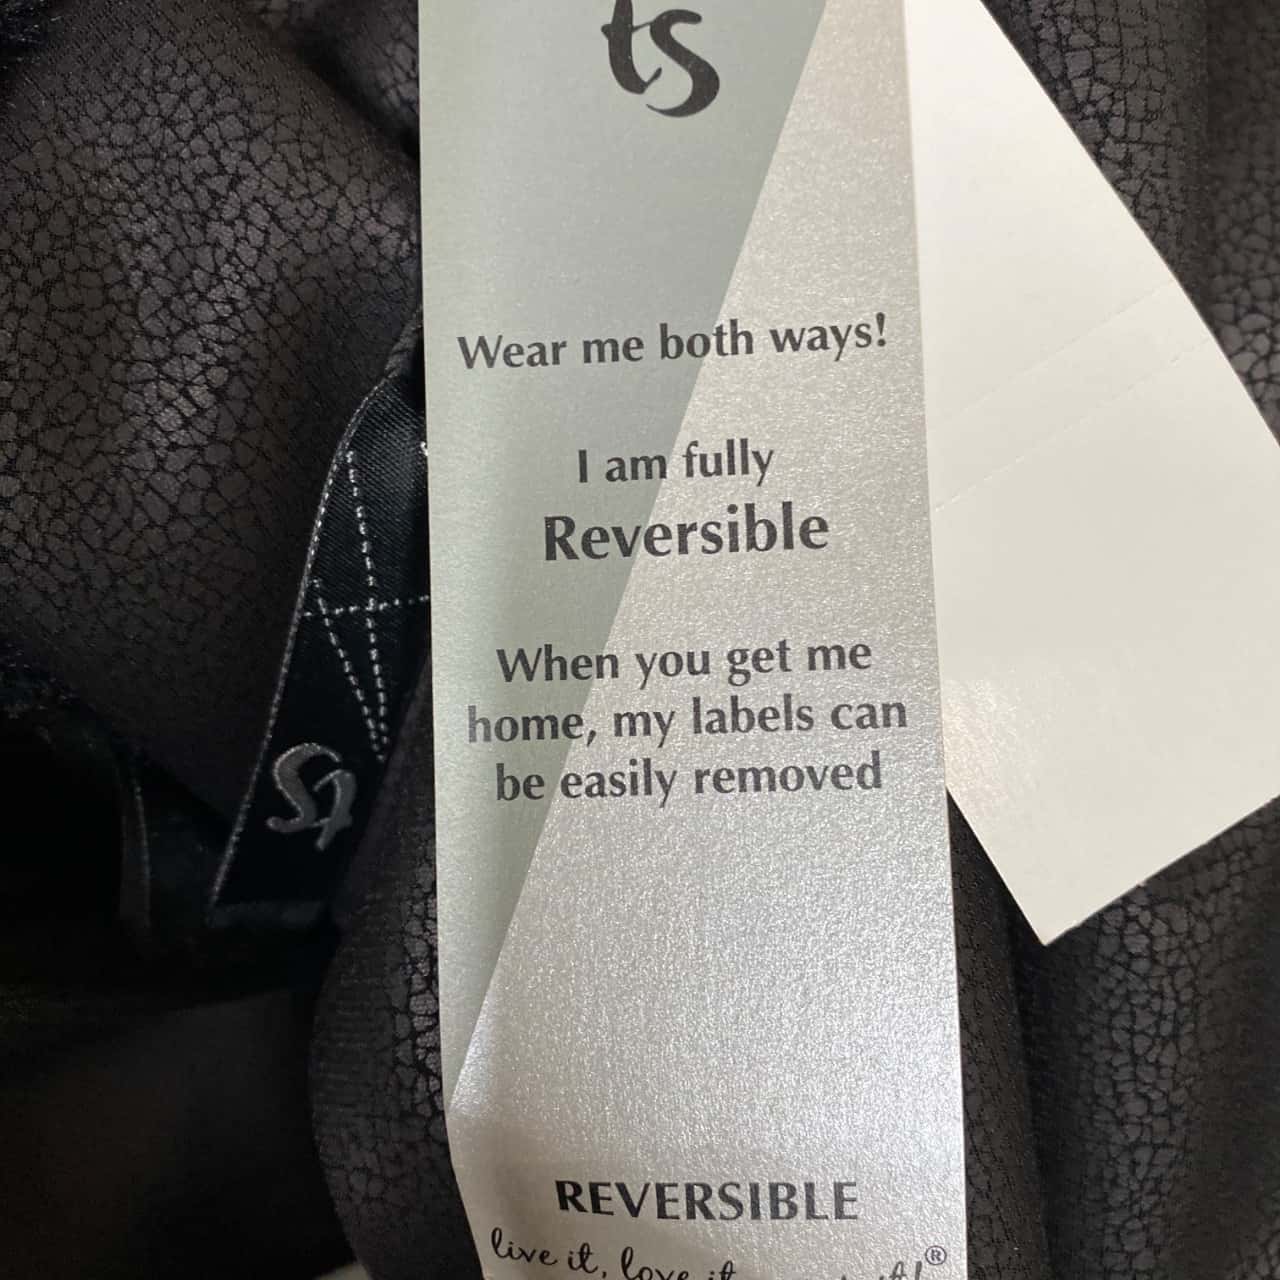 ts
Wear me both ways!
I am fully
Reversible
When you get me
home, my labels can
be easily removed
ts
REVERSIBLE
live it, love it
®